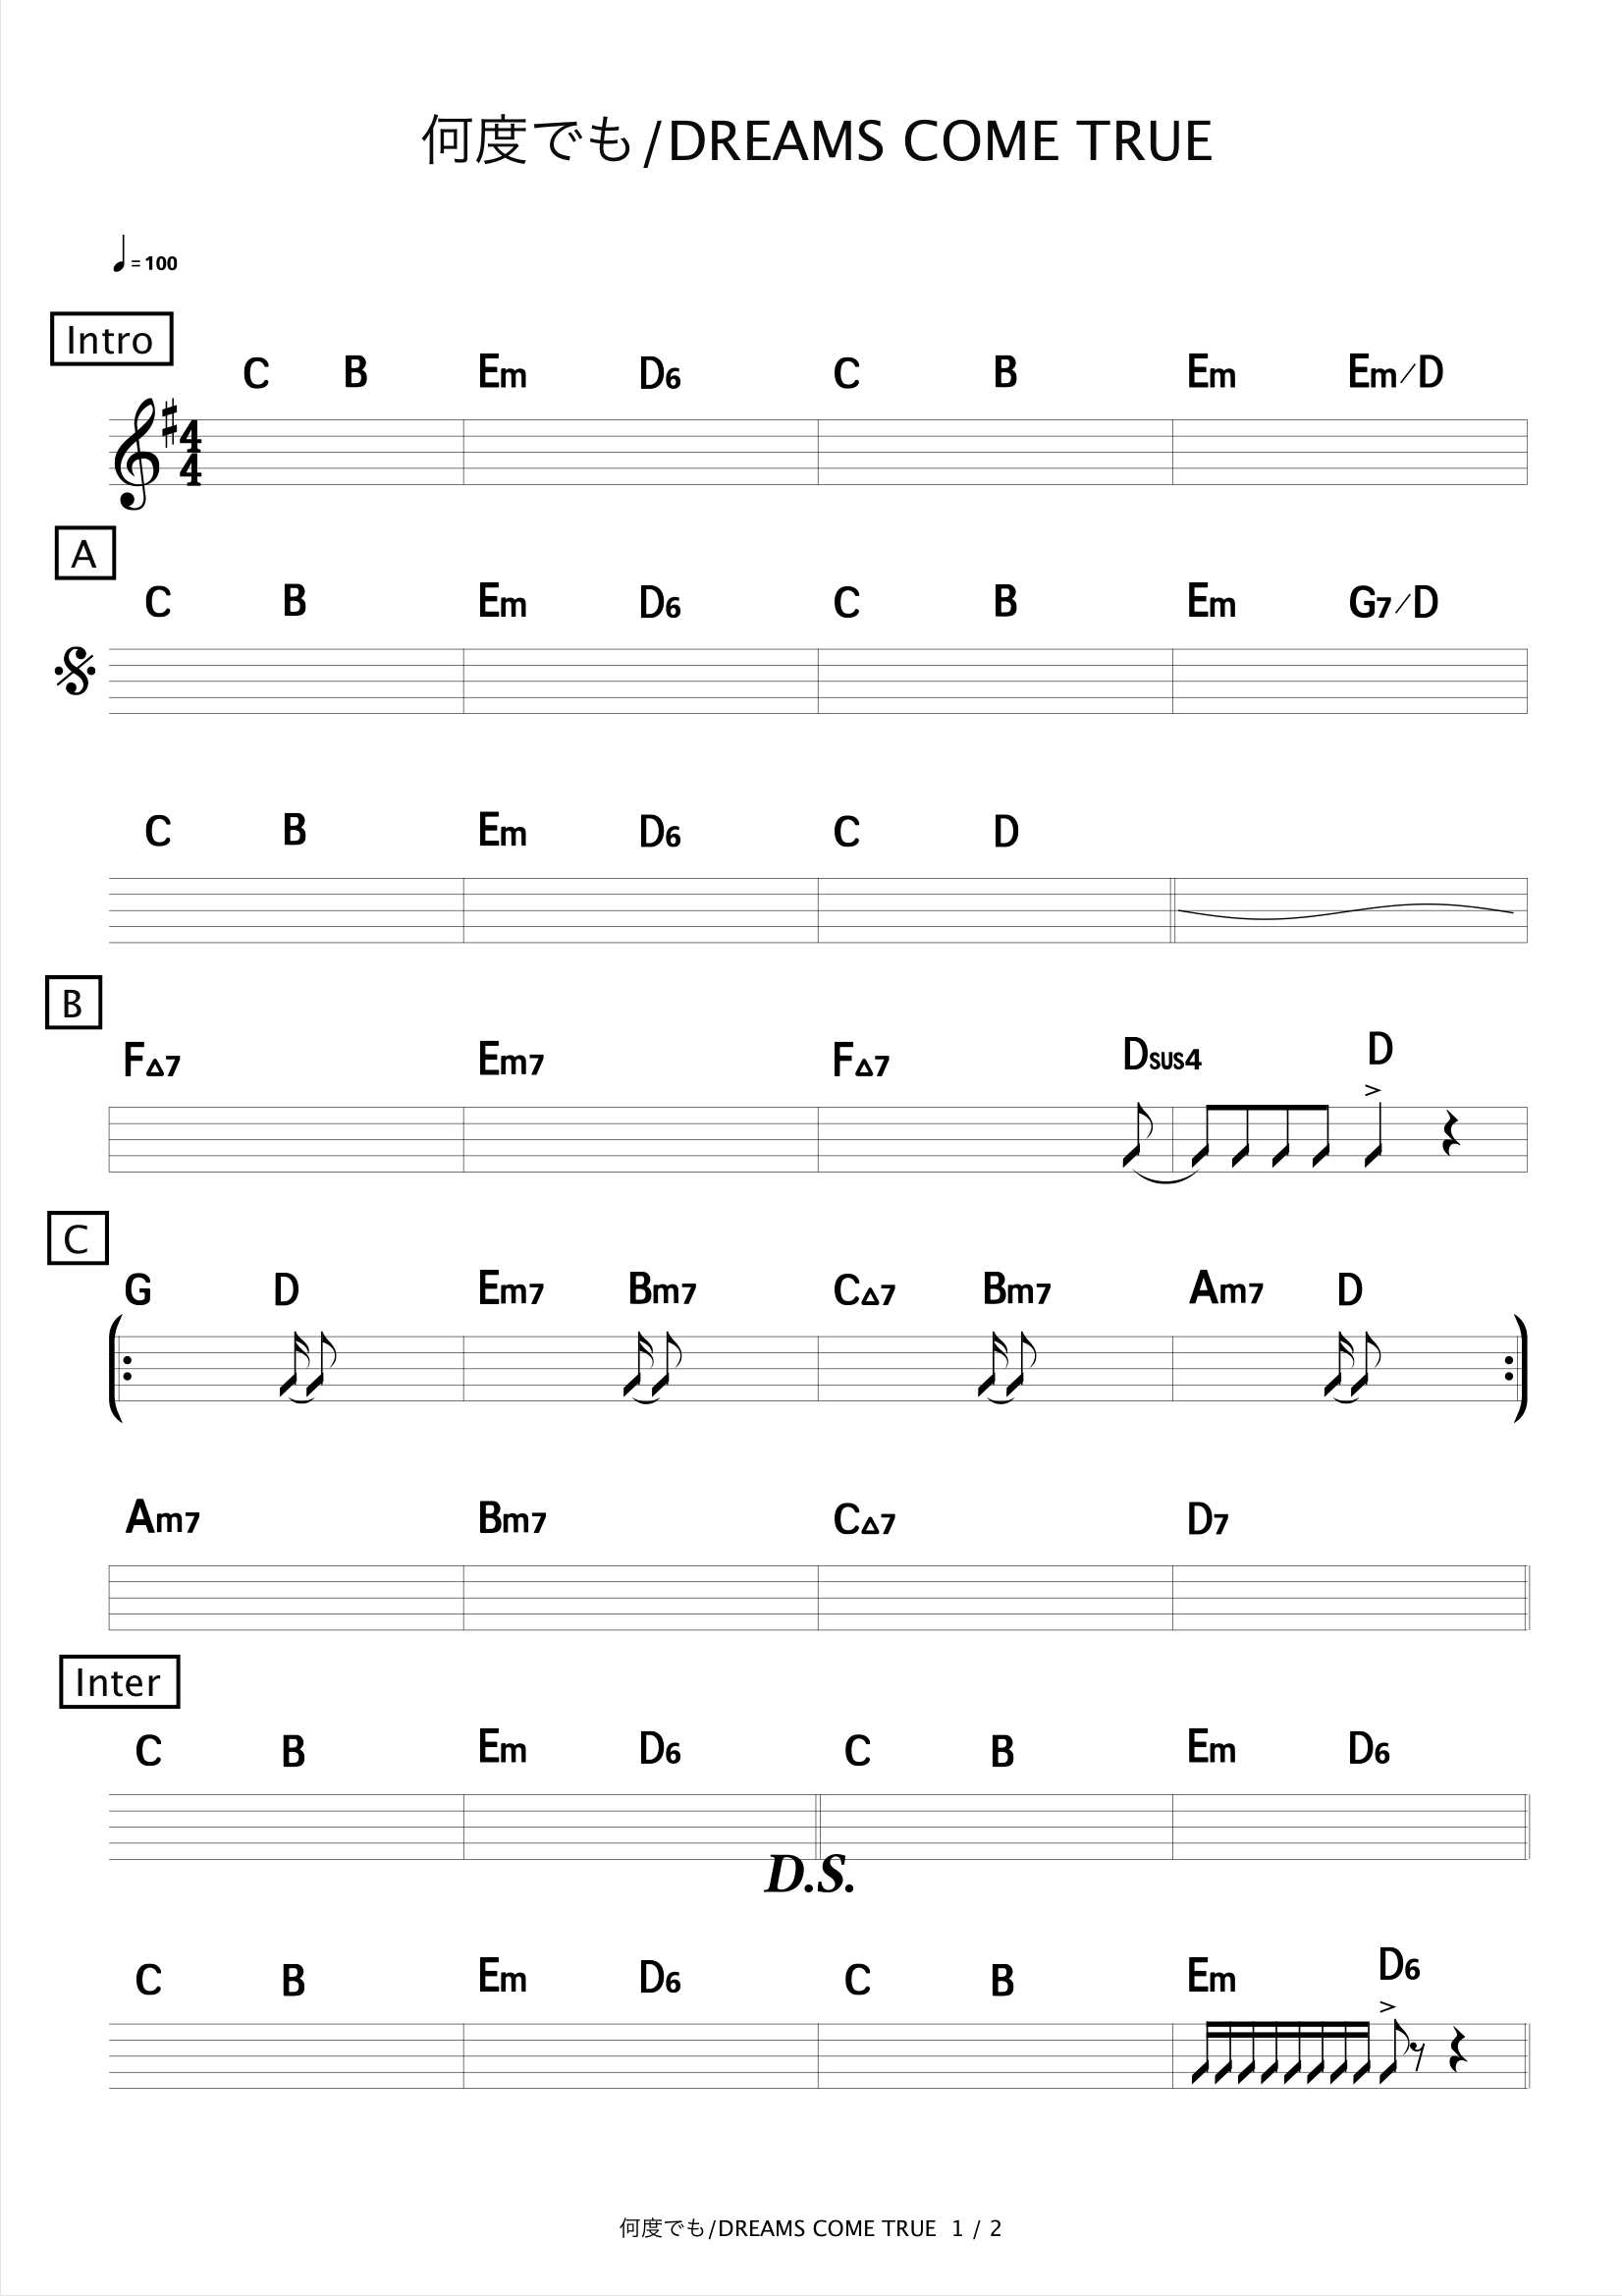 何度でも/DREAMS COME TRUE
= 100
Intro
C B Em D6 C B Em Em/D
4
4
A
C B Em D6 C B Em G7/D
C B Em D6 C D
B
F△7 Em7 F△7 Dsus4 D
C
G D Em7 Bm7 C△7 Bm7 Am7 D
Am7 Bm7 C△7 D7
Inter
C B Em D6 C B Em D6
D.S.
C B Em D6 C B Em D6
何度でも/DREAMS COME TRUE 1 / 2